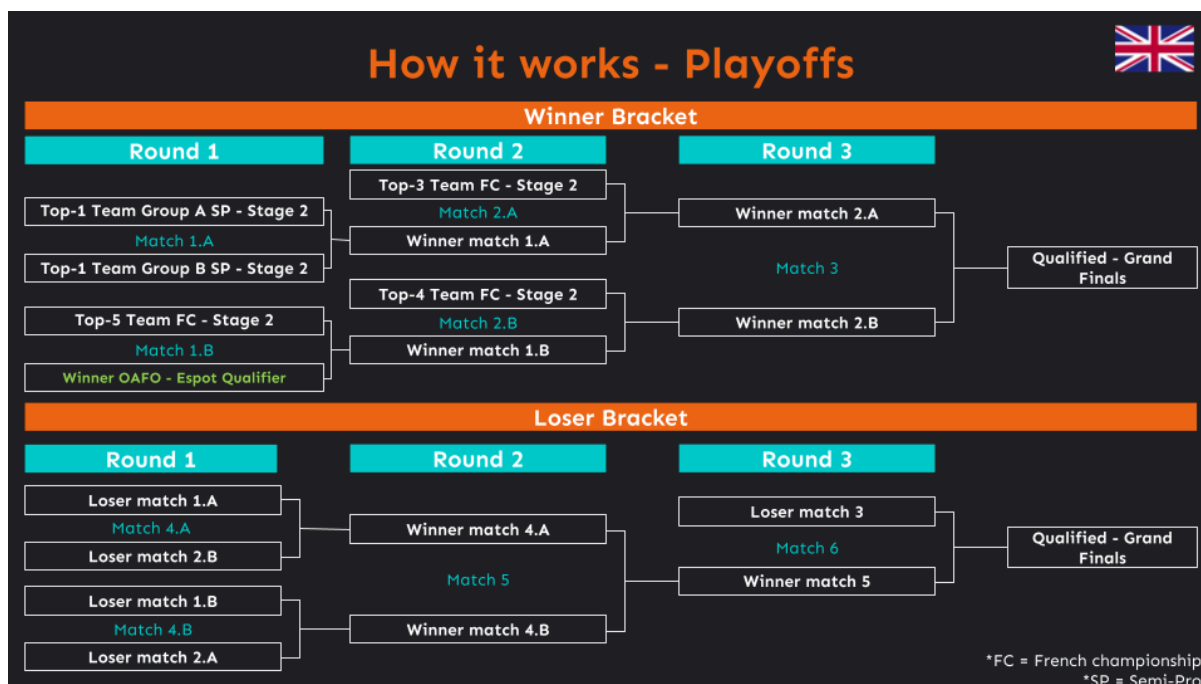 How it works - Playoffs
Winner Bracket
Round 1
Round 2
Round 3
Top-1 Team Group A SP - Stage 2
Match 1.A
Top-1 Team Group B SP - Stage 2
Top-5 Team FC - Stage 2
Match 1.B
Winner OAFO - Espot Qualifier
Top-3 Team FC - Stage 2
Match 2.A
Winner match 1.A
Top-4 Team FC - Stage 2
Match 2.B
Winner match 1.B
Winner match 2.A
Match 3
Winner match 2.B
Qualified - Grand
Finals
Loser Bracket
Round 1
Round 2
Round 3
Loser match 1.A
Match 4.A
Loser match 2.B
Loser match 1.B
Match 4.B
Loser match 2.A
Winner match 4.A
Match 5
Winner match 4.B
Loser match 3
Match 6
Winner match 5
Qualified - Grand
Finals
*FC = French championship
*SP = Semi-Pro